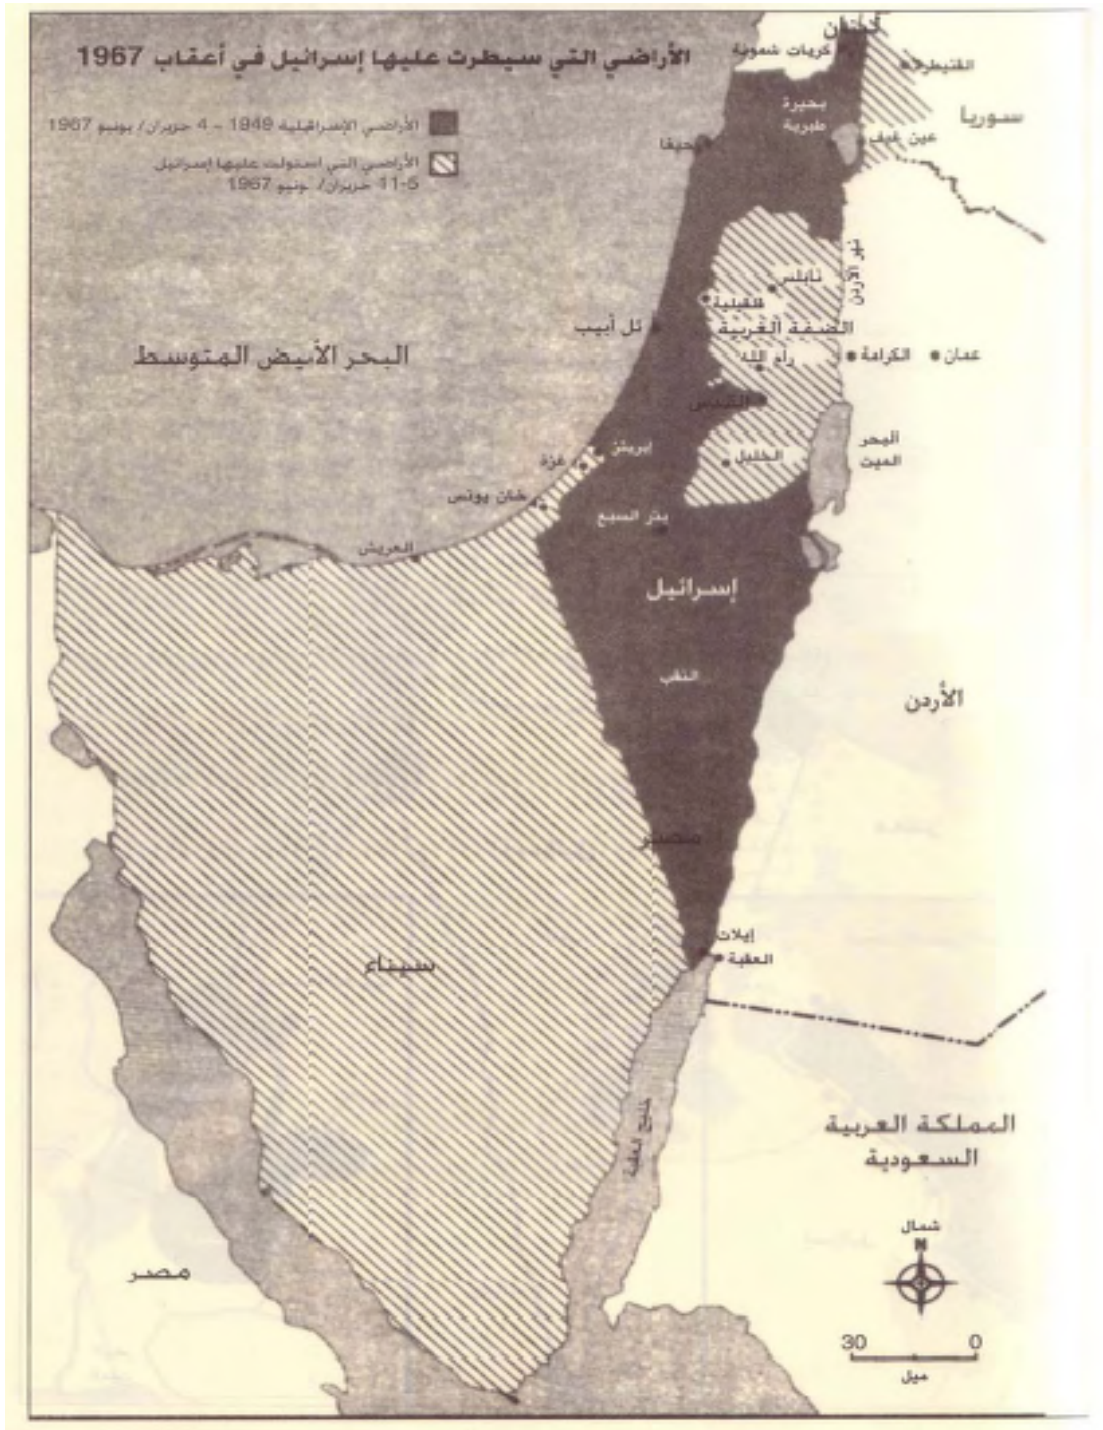 الأراضي التي سيطرت عليها إسرائيل في أعقاب 1967
الأراضي الإسرائيلية 1949 - 4 حزيران/ يونيو 1967
الأراضي التي استولت عليها إسرائيل
5-11 حزيران/ يونيو 1967
لبنان
كريات شمونة
القنيطرة
سوريا
بحيرة
طبرية
عين غيف
حيفا
نهر الأردن
نابلس
قلقيلية
الضفة الغربية
تل أبيب
رام الله
الكرامة
عمان
البحر الأبيض المتوسط
القدس
البحر
الميت
الخليل
إيريتز
غزة
خان يونس
بئر السبع
العريش
إسرائيل
النقب
الأردن
مصر
إيلات
العقبة
سيناء
خليج العقبة
المملكة العربية
السعودية
شمال
N
مصر
30 0
ميل